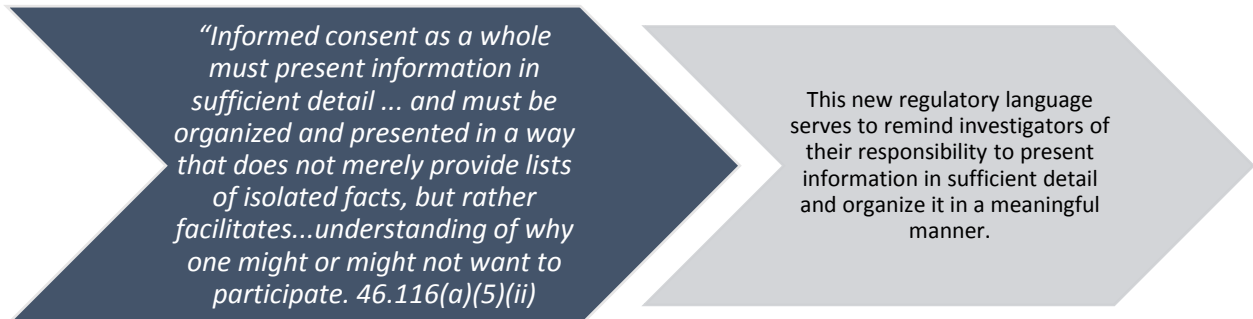 “Informed consent as a whole
must present information in
sufficient detail ... and must be
organized and presented in a way
that does not merely provide lists
of isolated facts, but rather
facilitates...understanding of why
one might or might not want to
participate. 46.116(a)(5)(ii)
This new regulatory language
serves to remind investigators of
their responsibility to present
information in sufficient detail
and organize it in a meaningful
manner.